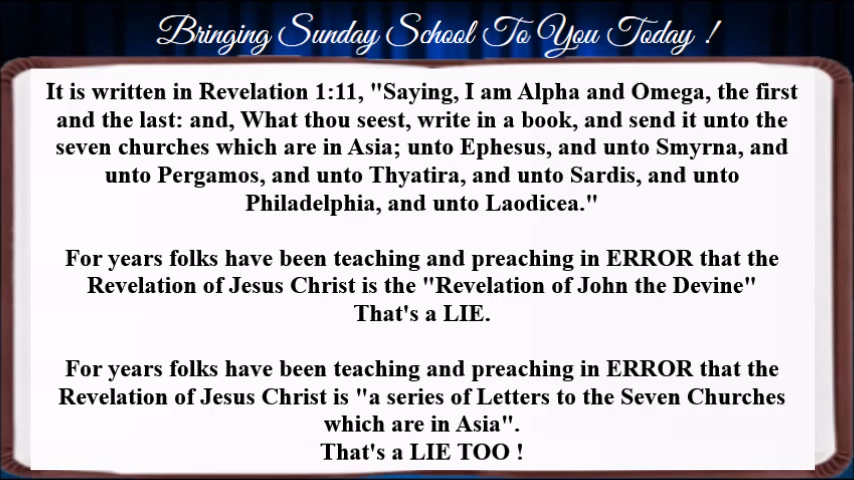 Bringing Sunday School To You Today !
It is written in Revelation 1:11, "Saying, I am Alpha and Omega, the first
and the last: and, What thou seest, write in a book, and send it unto the
seven churches which are in Asia; unto Ephesus, and unto Smyrna, and
unto Pergamos, and unto Thyatira, and unto Sardis, and unto
Philadelphia, and unto Laodicea."
For years folks have been teaching and preaching in ERROR that the
Revelation of Jesus Christ is the "Revelation of John the Devine"
That's a LIE.
For years folks have been teaching and preaching in ERROR that the
Revelation of Jesus Christ is "a series of Letters to the Seven Churches
which are in Asia".
That's a LIE TOO !